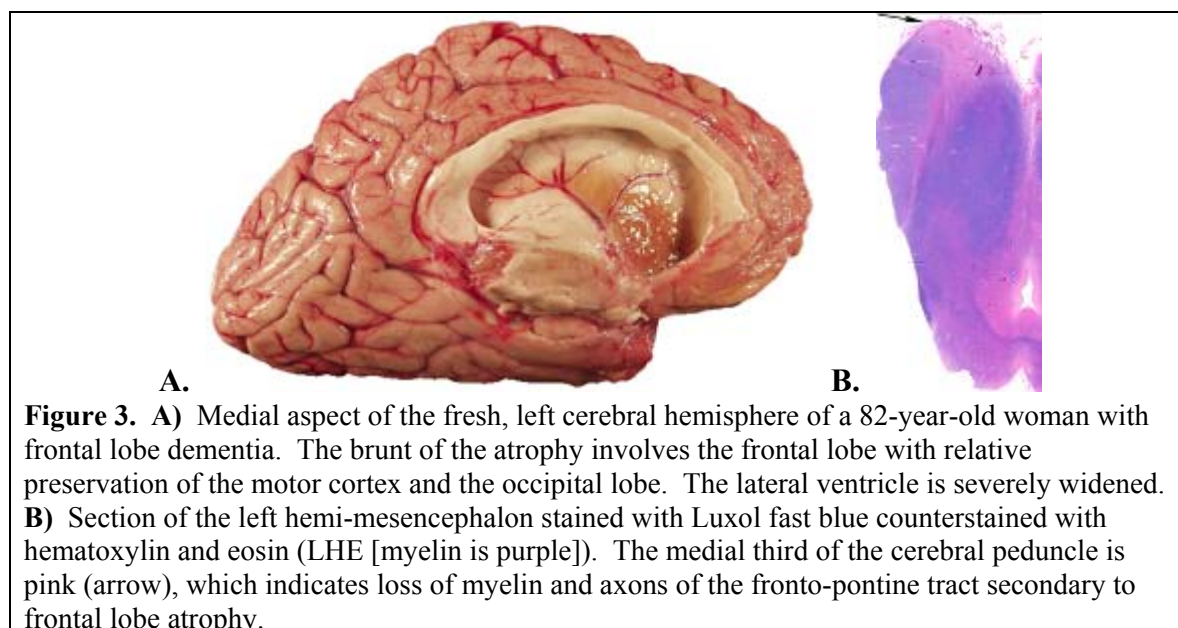 A.
B.
Figure 3. A) Medial aspect of the fresh, left cerebral hemisphere of a 82-year-old woman with
frontal lobe dementia. The brunt of the atrophy involves the frontal lobe with relative
preservation of the motor cortex and the occipital lobe. The lateral ventricle is severely widened.
B) Section of the left hemi-mesencephalon stained with Luxol fast blue counterstained with
hematoxylin and eosin (LHE [myelin is purple]). The medial third of the cerebral peduncle is
pink (arrow), which indicates loss of myelin and axons of the fronto-pontine tract secondary to
frontal lobe atrophy.